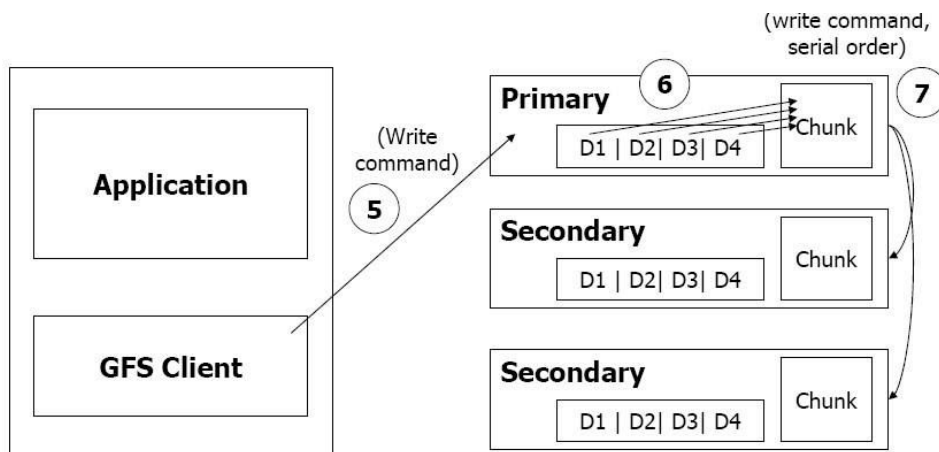 (write command,
serial order)
Application
GFS Client
(Write
command)
5
Primary
6
D1 | D2| D3| D4
Chunk
7
Secondary
D1 | D2| D3| D4
Chunk
Secondary
D1 | D2| D3| D4
Chunk